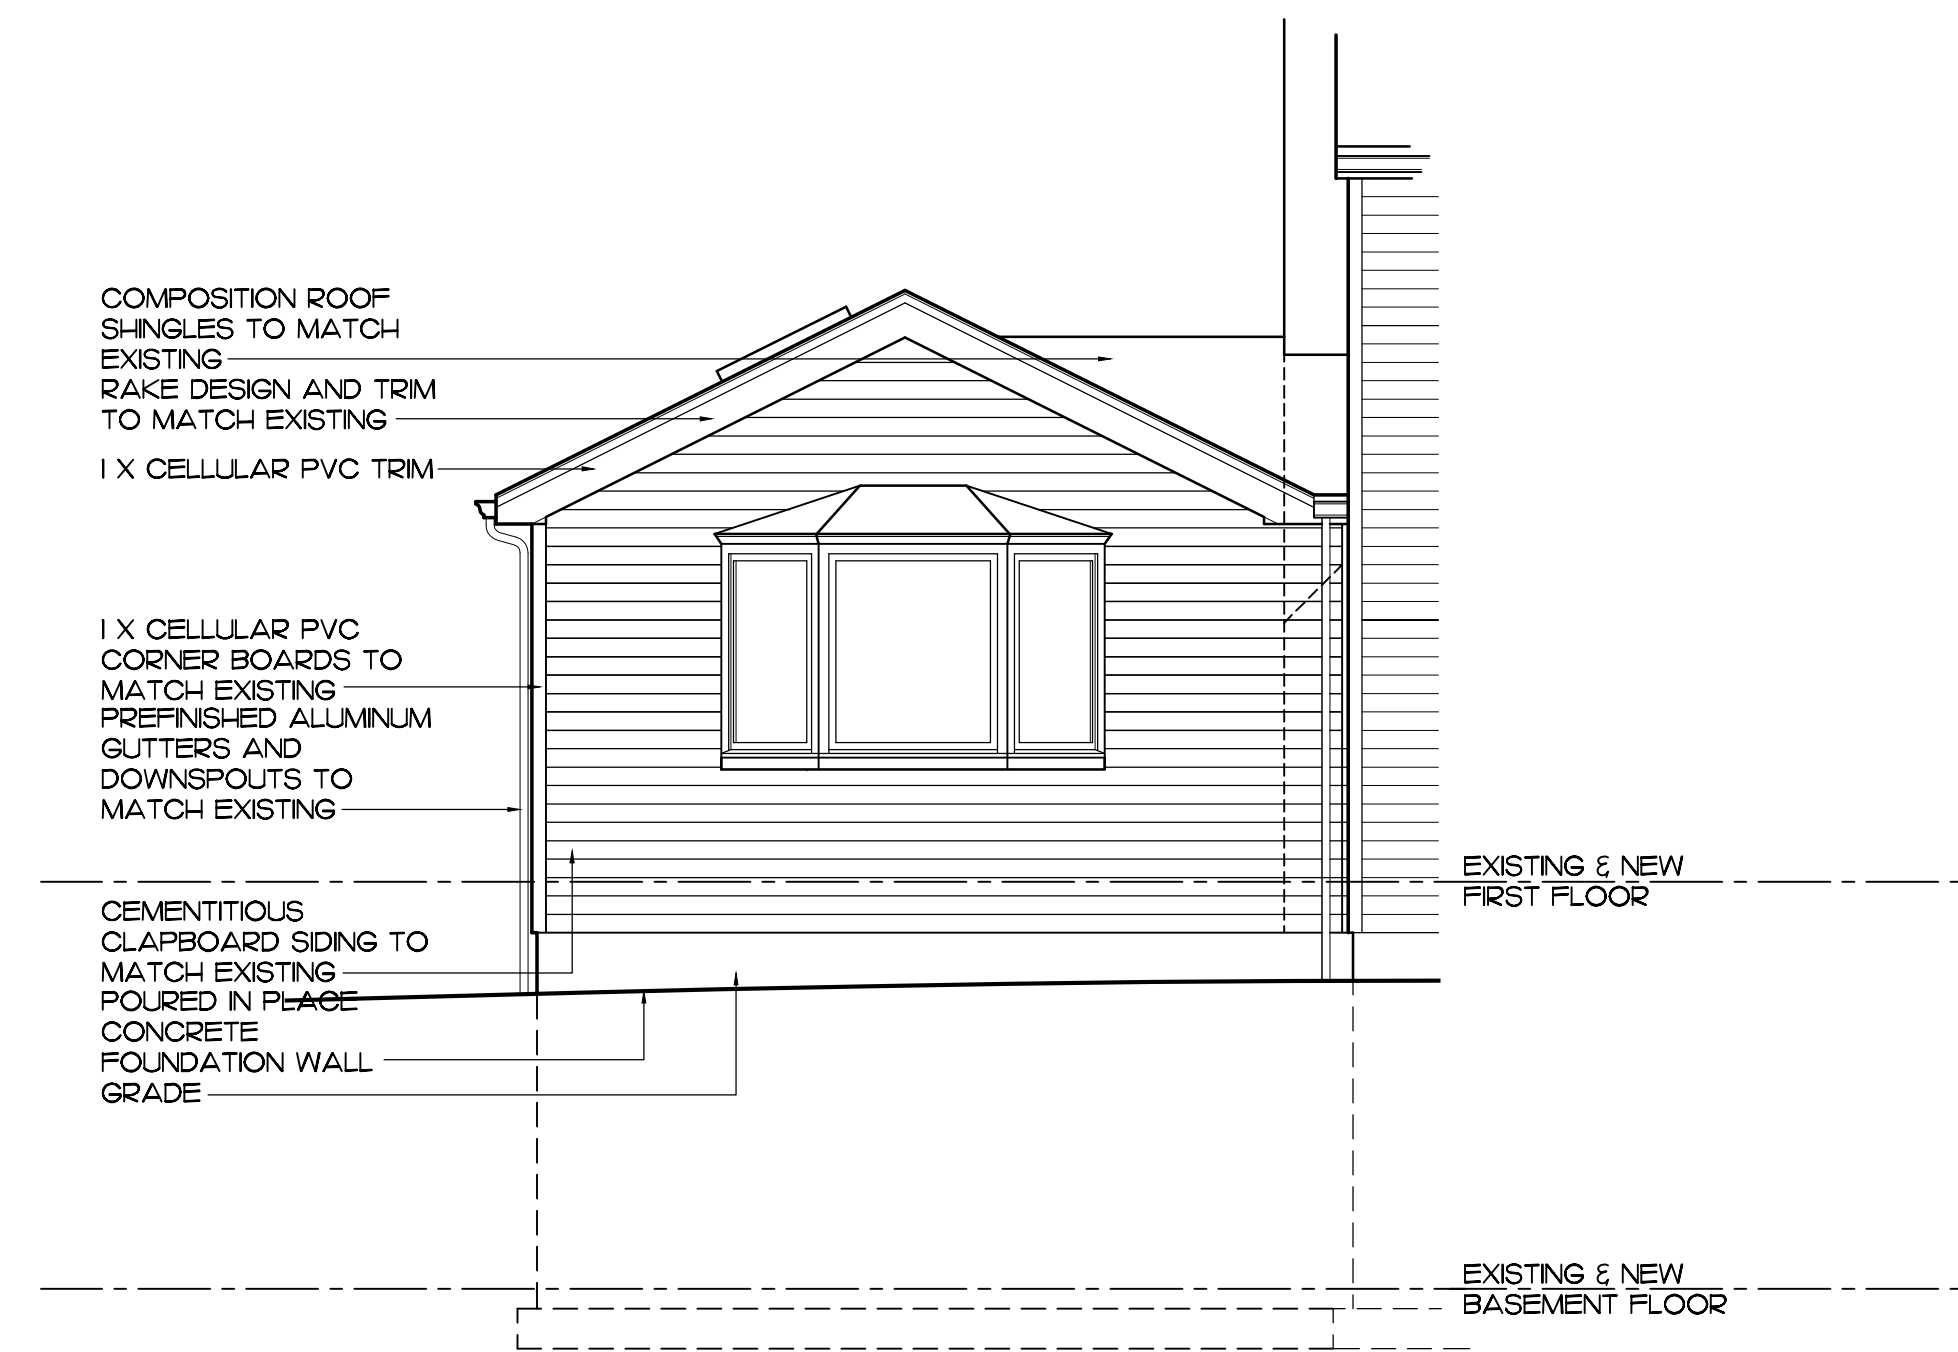 COMPOSITION ROOF
SHINGLES TO MATCH
EXISTING
RAKE DESIGN AND TRIM
TO MATCH EXISTING
1 X CELLULAR PVC TRIM
1 X CELLULAR PVC
CORNER BOARDS TO
MATCH EXISTING
PREFINISHED ALUMINUM
GUTTERS AND
DOWNSPOUTS TO
MATCH EXISTING
CEMENTITIOUS
CLAPBOARD SIDING TO
MATCH EXISTING
POURED IN PLACE
CONCRETE
FOUNDATION WALL
GRADE
EXISTING & NEW
FIRST FLOOR
EXISTING & NEW
BASEMENT FLOOR